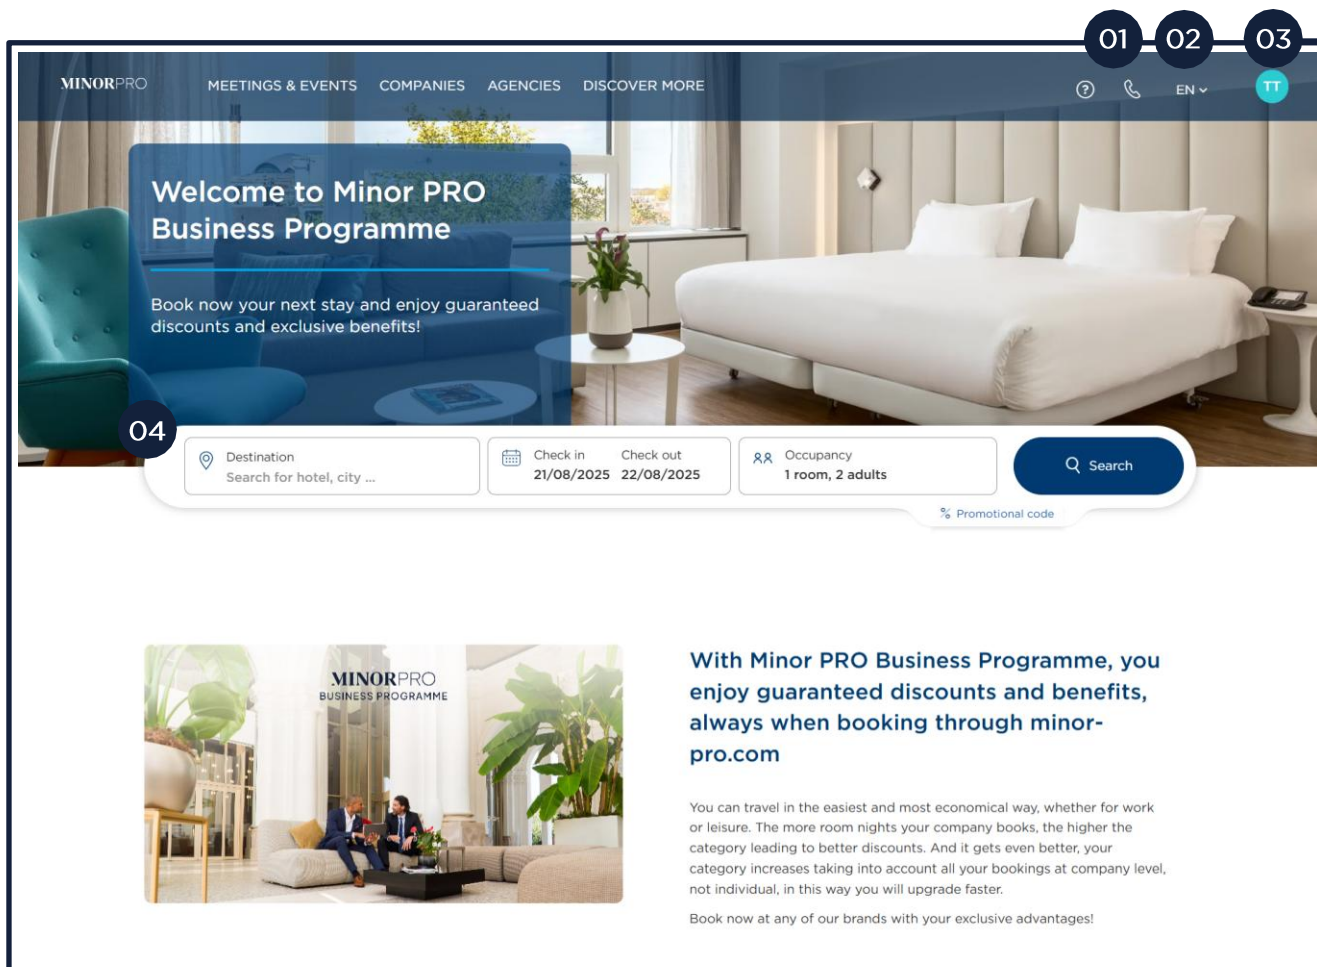 01 02 03
MINORPRO MEETINGS & EVENTS COMPANIES AGENCIES DISCOVER MORE ? EN TT
Welcome to Minor PRO
Business Programme
Book now your next stay and enjoy guaranteed
discounts and exclusive benefits!
04
Destination
Search for hotel, city ...
Check in Check out
21/08/2025 22/08/2025
Occupancy
1 room, 2 adults
Search
% Promotional code
MINORPRO
BUSINESS PROGRAMME
With Minor PRO Business Programme, you
enjoy guaranteed discounts and benefits,
always when booking through minor-
pro.com
You can travel in the easiest and most economical way, whether for work
or leisure. The more room nights your company books, the higher the
category leading to better discounts. And it gets even better, your
category increases taking into account all your bookings at company level,
not individual, in this way you will upgrade faster.
Book now at any of our brands with your exclusive advantages!